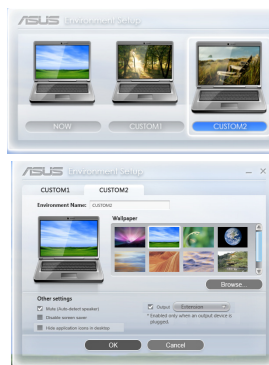 /SUS Environment Setup
NOW CUSTOM1 CUSTOM2
/SUS Environment Setup
CUSTOM1 CUSTOM2
Environment Name: CUSTOM2
Wallpaper
Browse...
Other settings
Mute (Auto-detect speaker)
Disable screen saver
Hide application icons in desktop
Output Extension
* Enabled only when an output device is
plugged.
OK Cancel